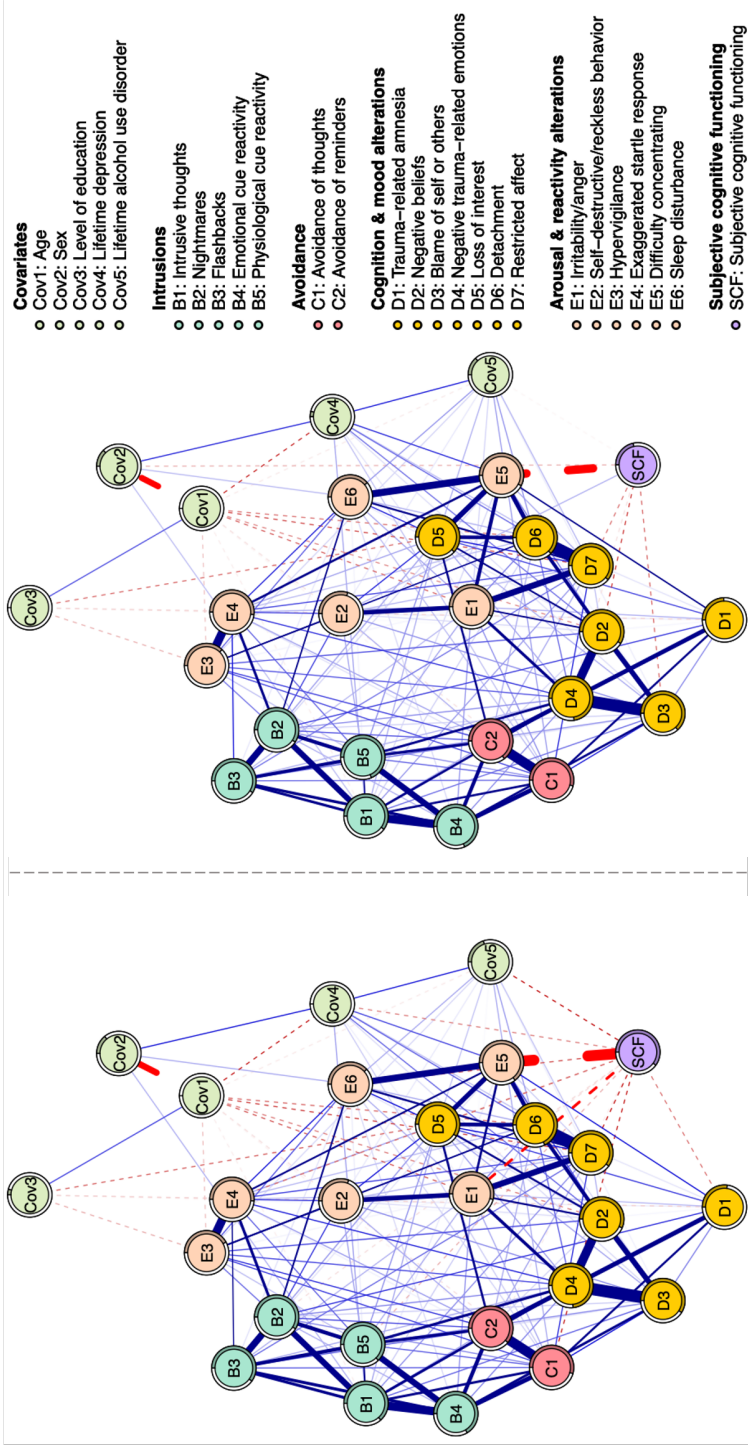 Cov3
Cov2
Cov1
E4
E3
Cov4
E6
E2
B2
B3
Cov5
E5
D5
E1
B5
B1
D6
D7
D2
C2
B4
D4
C1
SCF
D3
D1
Cov3
Cov2
Cov1
E4
E3
Cov4
E6
E2
B2
B3
Cov5
E5
D5
E1
B5
B1
D6
D7
D2
C2
B4
D4
C1
SCF
D3
D1
Covariates
Cov1: Age
Cov2: Sex
Cov3: Level of education
Cov4: Lifetime depression
Cov5: Lifetime alcohol use disorder
Intrusions
B1: Intrusive thoughts
B2: Nightmares
B3: Flashbacks
B4: Emotional cue reactivity
B5: Physiological cue reactivity
Avoidance
C1: Avoidance of thoughts
C2: Avoidance of reminders
Cognition & mood alterations
D1: Trauma−related amnesia
D2: Negative beliefs
D3: Blame of self or others
D4: Negative trauma−related emotions
D5: Loss of interest
D6: Detachment
D7: Restricted affect
Arousal & reactivity alterations
E1: Irritability/anger
E2: Self−destructive/reckless behavior
E3: Hypervigilance
E4: Exaggerated startle response
E5: Difficulty concentrating
E6: Sleep disturbance
Subjective cognitive functioning
SCF: Subjective cognitive functioning